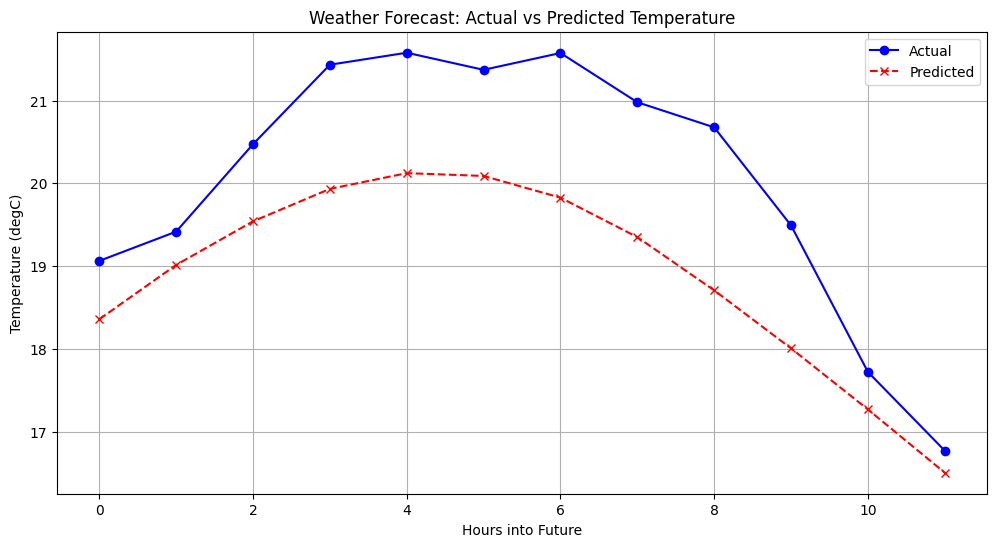 Weather Forecast: Actual vs Predicted Temperature
Actual
Predicted
Temperature (degC)
21
20
19
18
17
0 2 4 6 8 10
Hours into Future